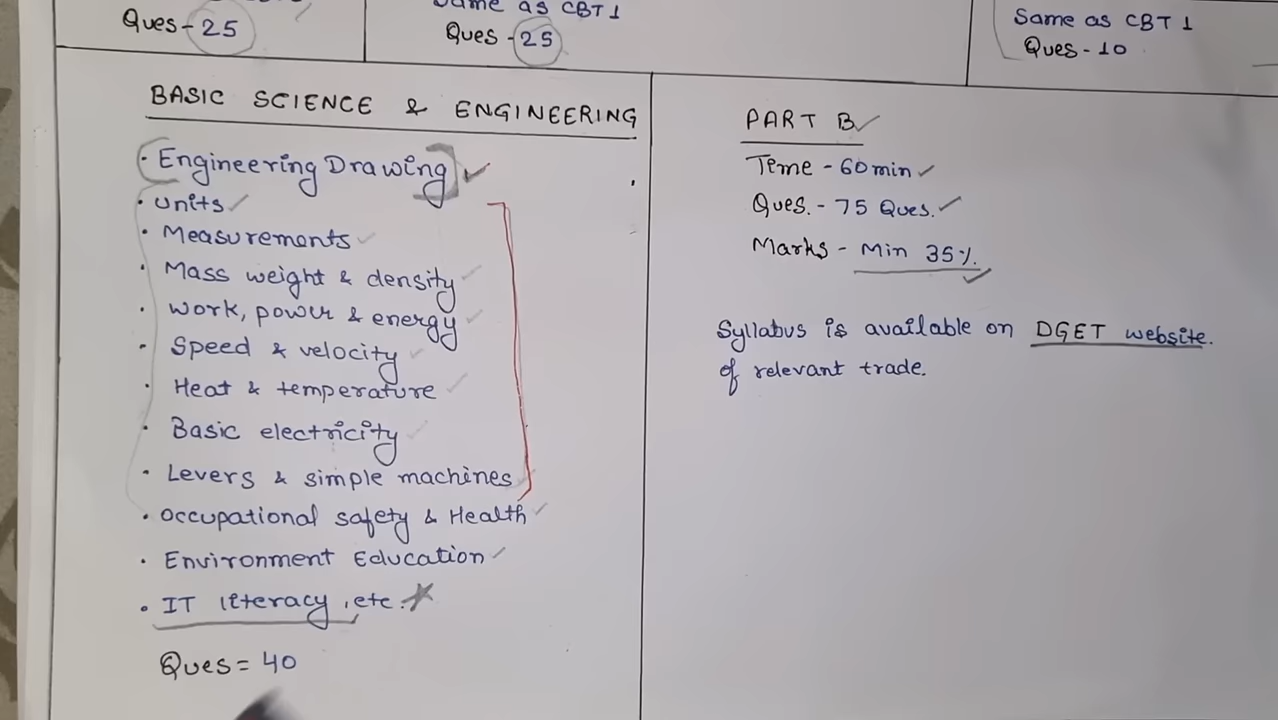 Ques - 25
Same as CBT 1
Ques - 25
Same as CBT 1
Ques - 10
BASIC SCIENCE & ENGINEERING
• Engineering Drawing
• Units
• Measurements
• Mass weight & density
• Work, power & energy
• Speed & velocity
• Heat & temperature
• Basic electricity
• Levers & simple machines
• Occupational safety & Health
• Environment Education
• IT literacy, etc.
Ques = 40
PART B
Time - 60 min
Ques. - 75 Ques.
Marks - Min 35%.
Syllabus is available on DGET website.
of relevant trade.